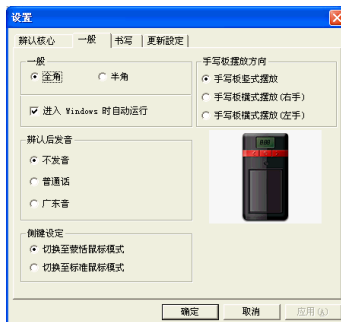 设置
辨认核心 一般 书写 更新設定
一般
全角 半角
进入 Windows 时自动运行
手写板摆放方向
手写板竖式摆放
手写板横式摆放(右手)
手写板横式摆放(左手)
辨认后发音
不发音
普通话
广东音
侧键设定
切换至蒙恬鼠标模式
切换至标准鼠标模式
确定 取消 应用(A)